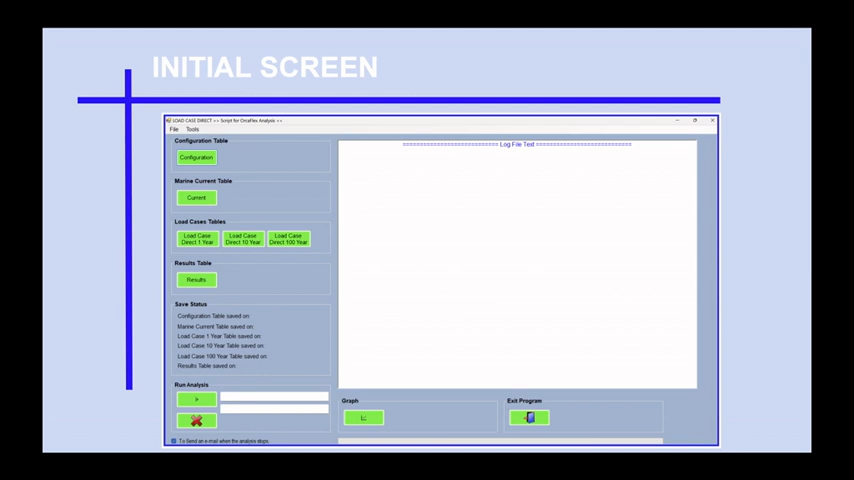 INITIAL SCREEN
LOAD CASE DIRECT >> Script for OrcaFlex Analysis <<
File Tools
Configuration Table
Configuration
Marine Current Table
Current
Load Cases Tables
Load Case
Direct 1 Year
Load Case
Direct 10 Year
Load Case
Direct 100 Year
Results Table
Results
Save Status
Configuration Table saved on:
Marine Current Table saved on:
Load Case 1 Year Table saved on:
Load Case 10 Year Table saved on:
Load Case 100 Year Table saved on:
Results Table saved on:
Run Analysis
To Send an e-mail when the analysis stops.
============================ Log File Text ============================
Graph
Exit Program